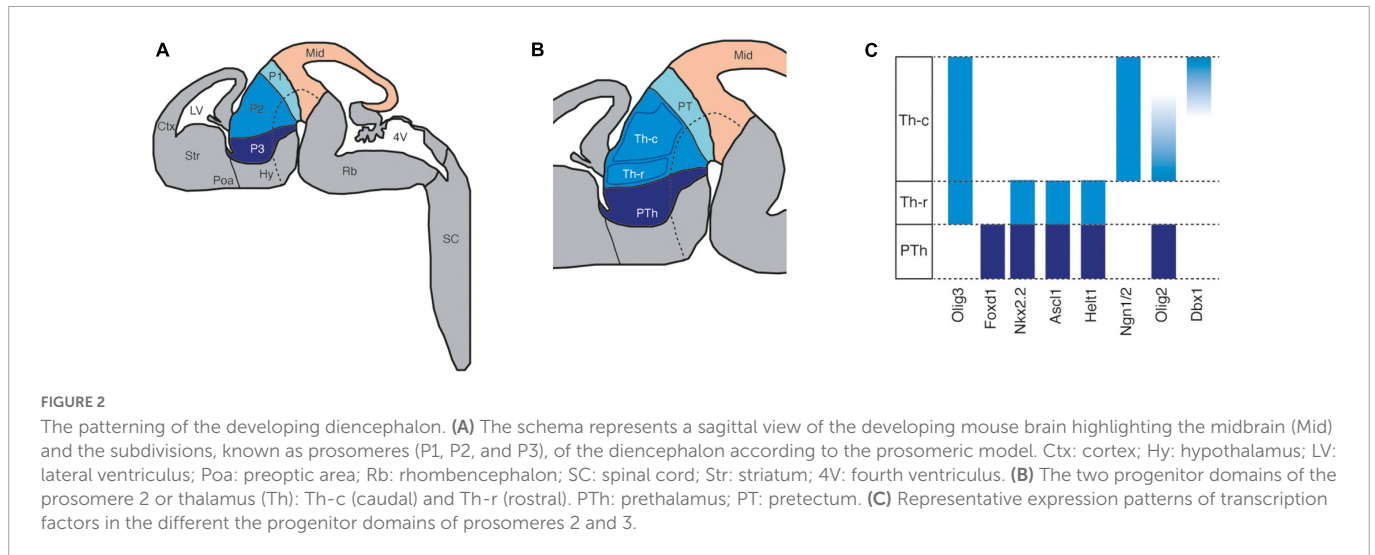 A
Mid
P1
P2
LV
Ctx
P3
4V
Str
Hy
Rb
Poa
SC
B
Mid
PT
Th-c
Th-r
PTh
C
Th-c
Th-r
PTh
Olig3
Foxd1
Nkx2.2
Ascl1
Helt1
Ngn1/2
Olig2
Dbx1
FIGURE 2
The patterning of the developing diencephalon. (A) The schema represents a sagittal view of the developing mouse brain highlighting the midbrain (Mid)
and the subdivisions, known as prosomeres (P1, P2, and P3), of the diencephalon according to the prosomeric model. Ctx: cortex; Hy: hypothalamus; LV:
lateral ventriculus; Poa: preoptic area; Rb: rhombencephalon; SC: spinal cord; Str: striatum; 4V: fourth ventriculus. (B) The two progenitor domains of the
prosomere 2 or thalamus (Th): Th-c (caudal) and Th-r (rostral). PTh: prethalamus; PT: pretectum. (C) Representative expression patterns of transcription
factors in the different the progenitor domains of prosomeres 2 and 3.